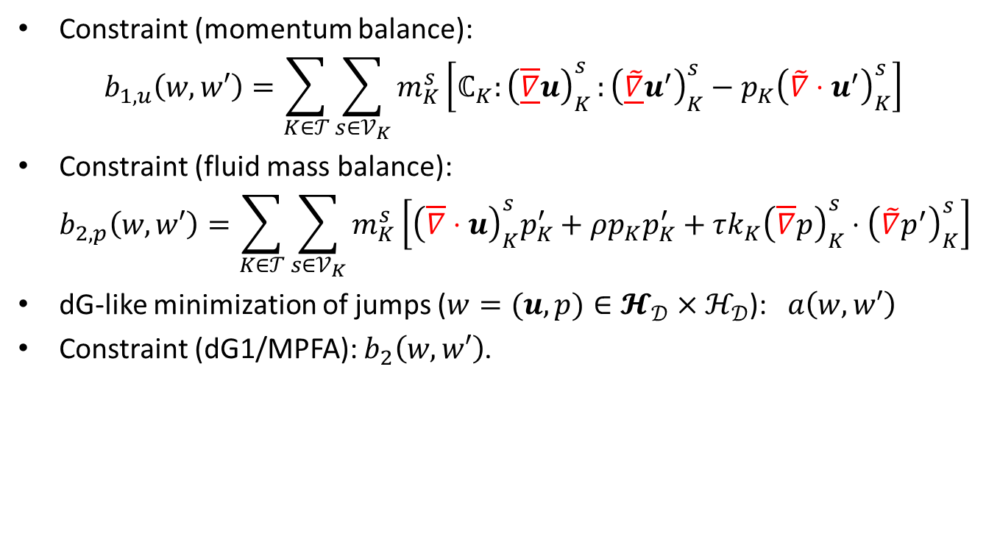 • Constraint (momentum balance):
$b_{1,u}(w, w') = \sum_{K \in \mathcal{T}} \sum_{s \in \mathcal{V}_K} m_K^s \left[ \mathbb{C}_K : \left( \underline{\overline{\nabla}} \boldsymbol{u} \right)_K^s : \left( \underline{\tilde{\nabla}} \boldsymbol{u}' \right)_K^s - p_K \left( \tilde{\nabla} \cdot \boldsymbol{u}' \right)_K^s \right]$
• Constraint (fluid mass balance):
$b_{2,p}(w, w') = \sum_{K \in \mathcal{T}} \sum_{s \in \mathcal{V}_K} m_K^s \left[ \left( \overline{\nabla} \cdot \boldsymbol{u} \right)_K^s p'_K + \rho p_K p'_K + \tau k_K \left( \overline{\nabla} p \right)_K^s \cdot \left( \tilde{\nabla} p' \right)_K^s \right]$
• dG-like minimization of jumps ($w = (\boldsymbol{u}, p) \in \boldsymbol{\mathcal{H}}_{\mathcal{D}} \times \mathcal{H}_{\mathcal{D}}$): $a(w, w')$
• Constraint (dG1/MPFA): $b_2(w, w')$.